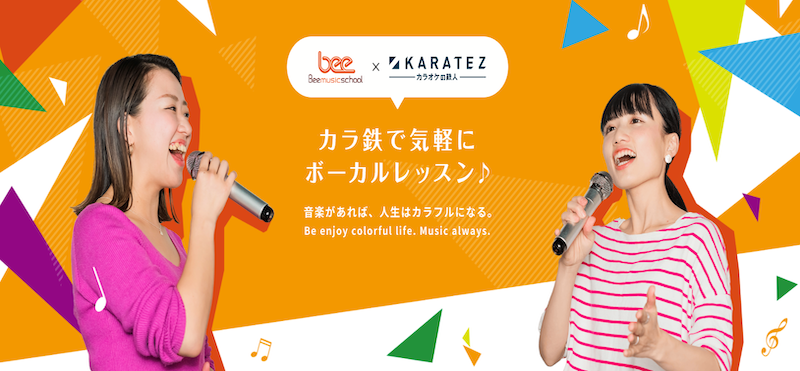 bee
Beemusicschool
×
KARATEZ
カラオケの鉄人
カラ鉄で気軽に
ボーカルレッスン♪
音楽があれば、人生はカラフルになる。
Be enjoy colorful life. Music always.